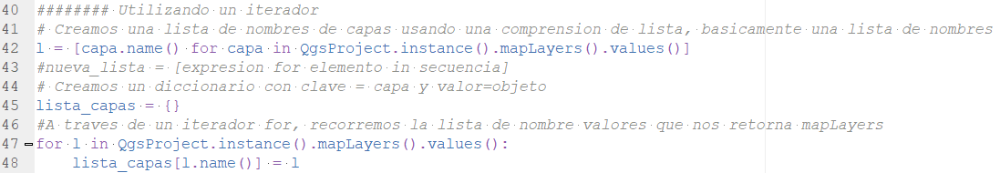 40 ######## Utilizando un iterador
41 # Creamos una lista de nombres de capas usando una comprension de lista, basicamente una lista de nombres
42 l = [capa.name() for capa in QgsProject.instance().mapLayers().values()]
43 #nueva_lista = [expresion for elemento in secuencia]
44 # Creamos un diccionario con clave = capa y valor=objeto
45 lista_capas = {}
46 #A traves de un iterador for, recorremos la lista de nombre valores que nos retorna mapLayers
47 for l in QgsProject.instance().mapLayers().values():
48     lista_capas[l.name()] = l